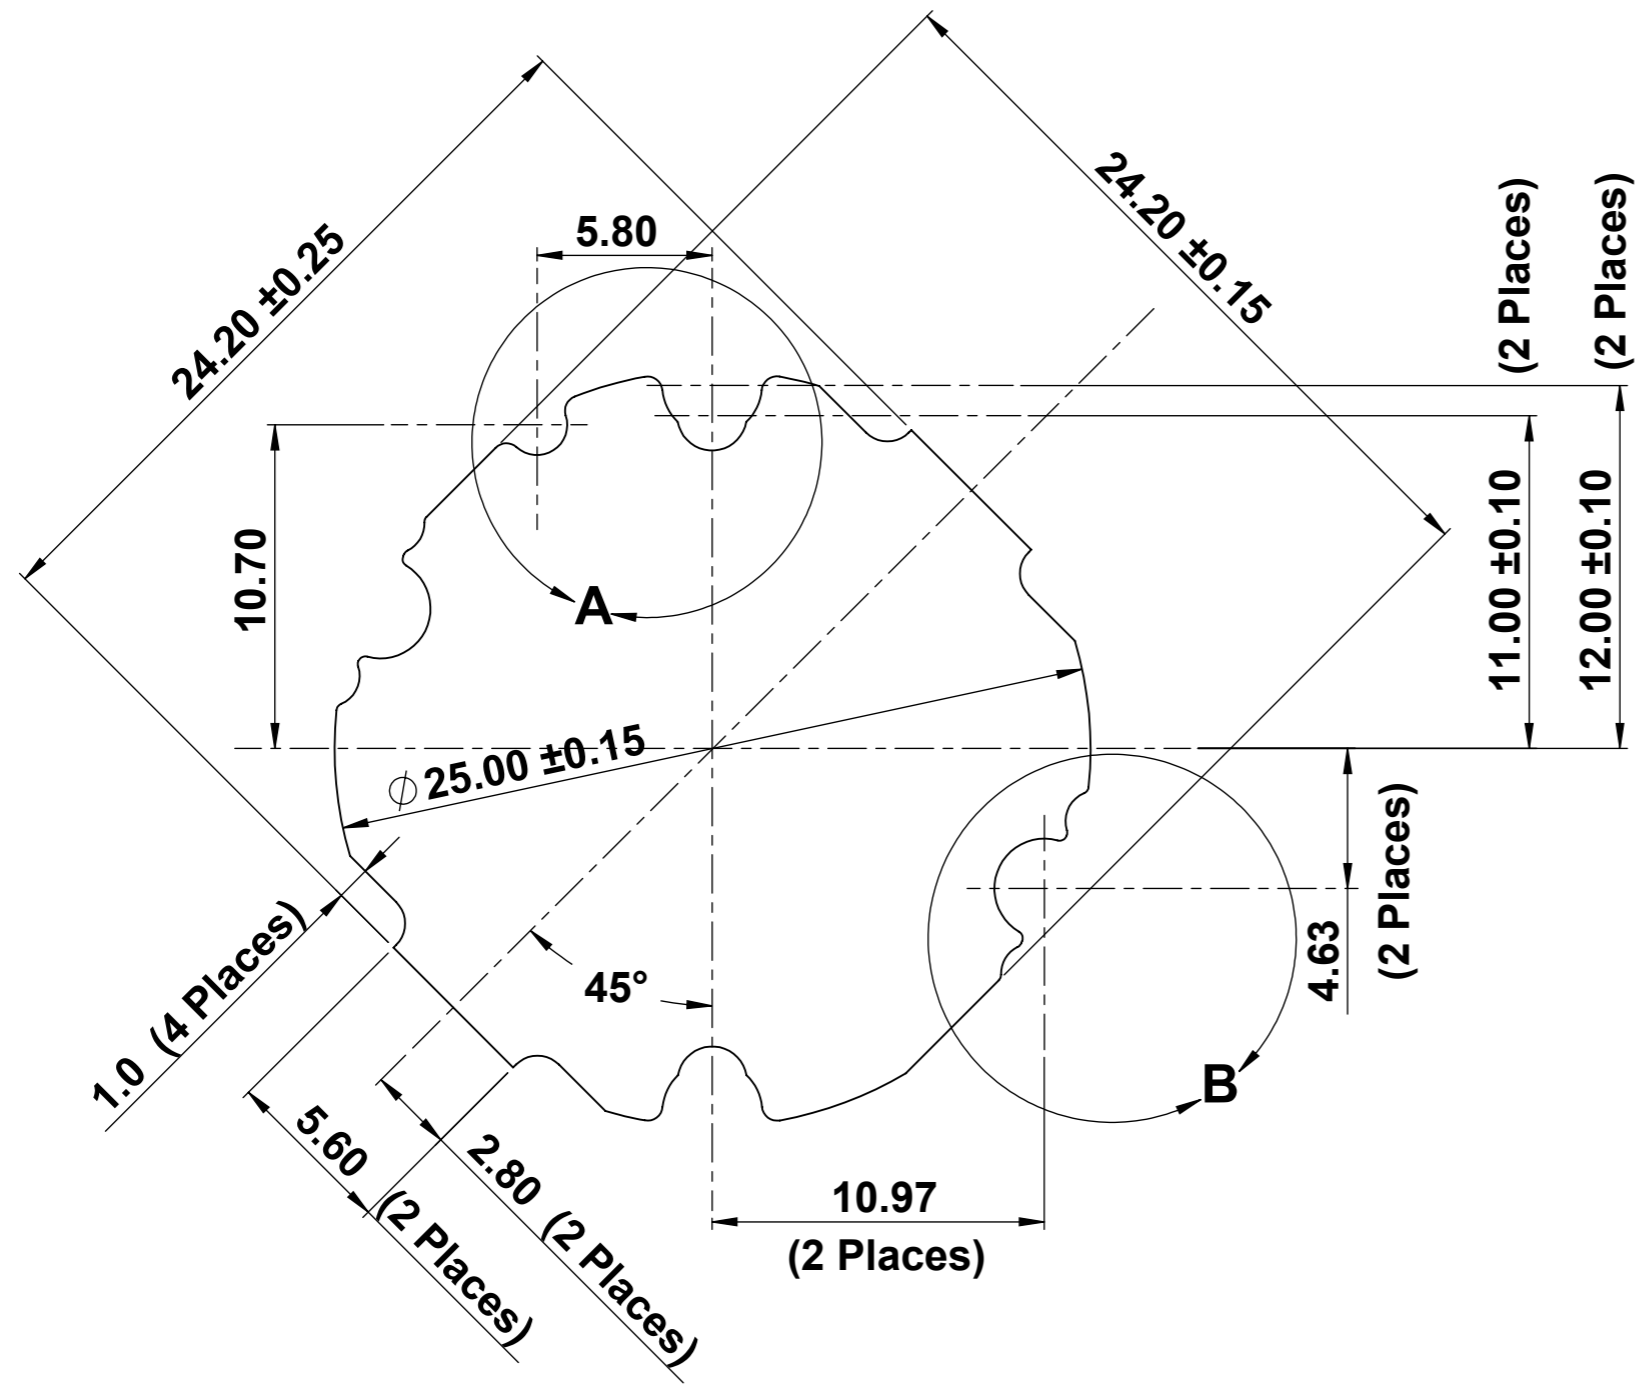 24.20 ±0.25
5.80
24.20 ±0.15
(2 Places)
(2 Places)
11.00 ±0.10
12.00 ±0.10
10.70
A
⌀ 25.00 ±0.15
45°
4.63
(2 Places)
B
1.0 (4 Places)
5.60 (2 Places)
2.80 (2 Places)
10.97
(2 Places)